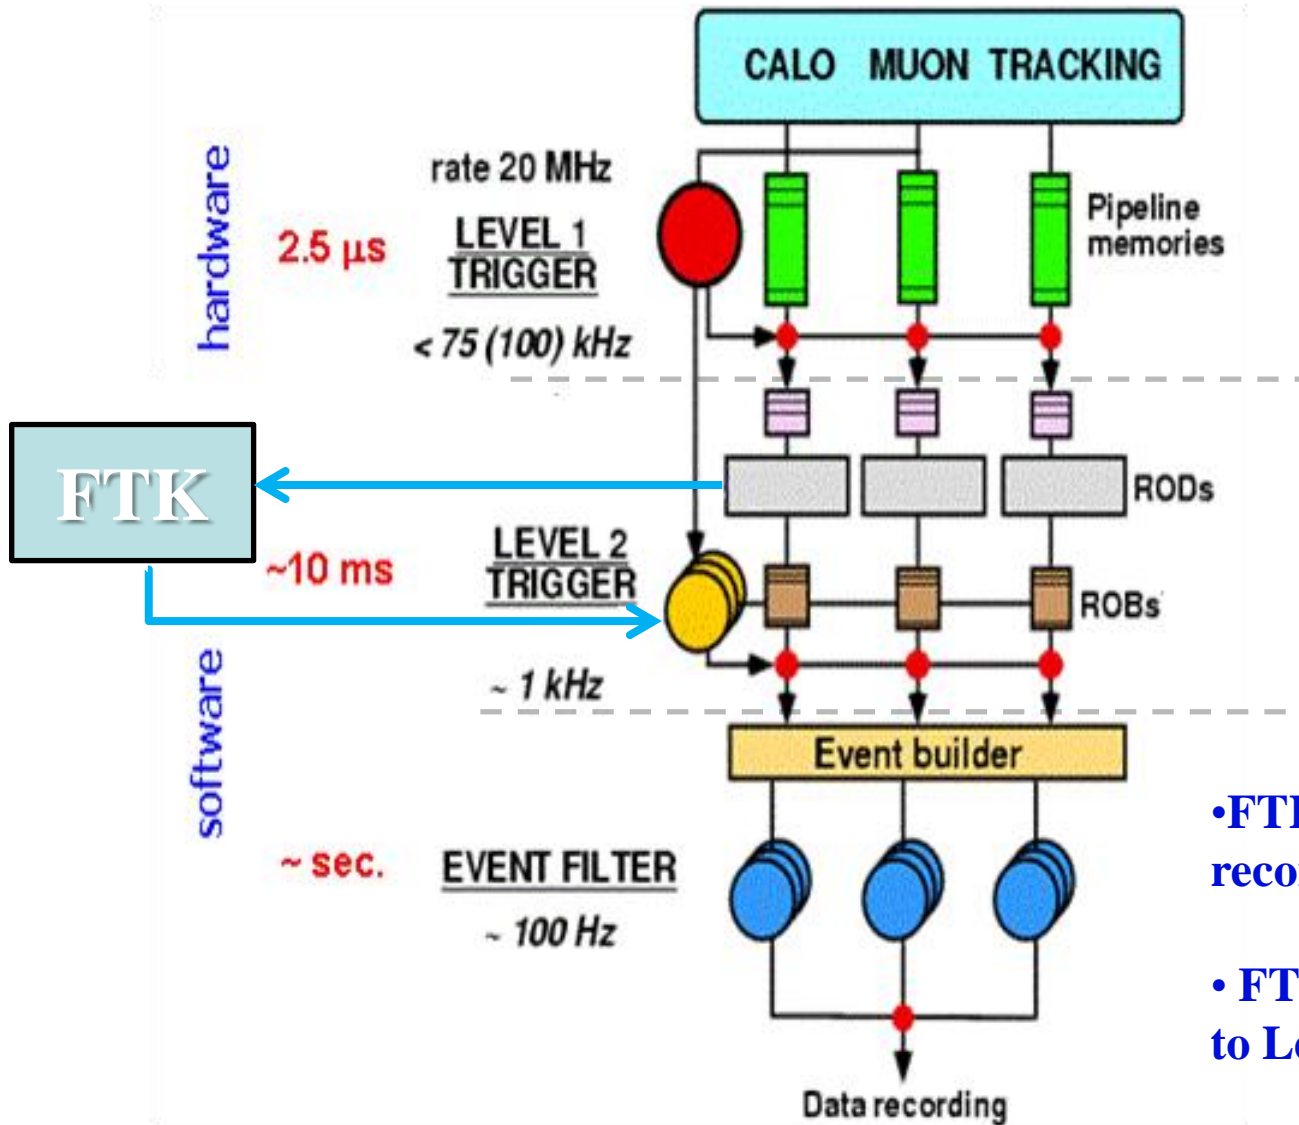 CALO MUON TRACKING
hardware
rate 20 MHz
2.5 µs
LEVEL 1
TRIGGER
< 75 (100) kHz
Pipeline
memories
FTK
RODs
~10 ms
LEVEL 2
TRIGGER
ROBs
~ 1 kHz
software
Event builder
~ sec.
EVENT FILTER
~ 100 Hz
•
•
to
Data recording